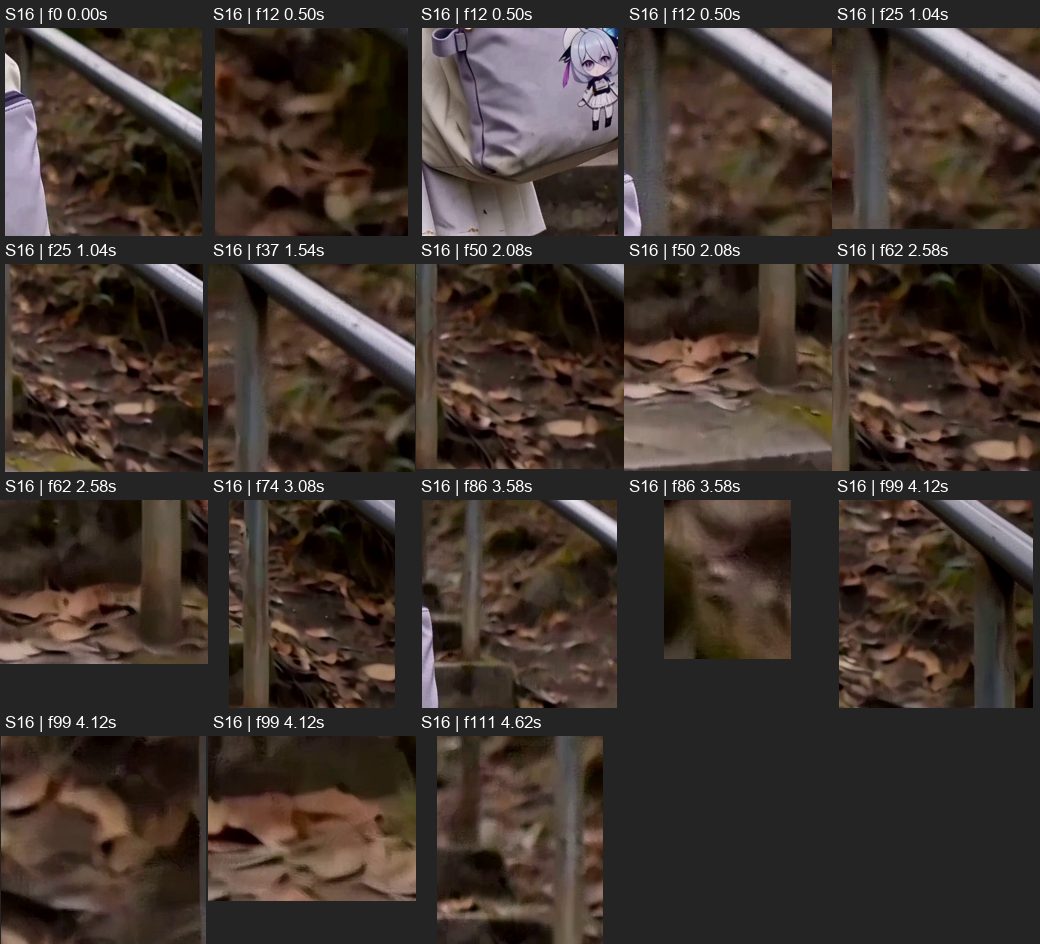 S16 | f0 0.00s
S16 | f12 0.50s
S16 | f12 0.50s
S16 | f12 0.50s
S16 | f25 1.04s
S16 | f25 1.04s
S16 | f37 1.54s
S16 | f50 2.08s
S16 | f50 2.08s
S16 | f62 2.58s
S16 | f62 2.58s
S16 | f74 3.08s
S16 | f86 3.58s
S16 | f86 3.58s
S16 | f99 4.12s
S16 | f99 4.12s
S16 | f99 4.12s
S16 | f111 4.62s